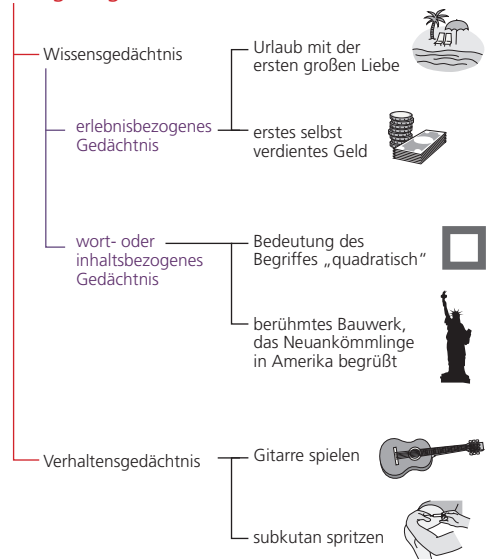 Wissensgedächtnis
Urlaub mit der
ersten großen Liebe
erlebnisbezogenes
Gedächtnis
erstes selbst
verdientes Geld
wort- oder
inhaltsbezogenes
Gedächtnis
Bedeutung des
Begriffes „quadratisch“
berühmtes Bauwerk,
das Neuankömmlinge
in Amerika begrüßt
Verhaltensgedächtnis
Gitarre spielen
subkutan spritzen